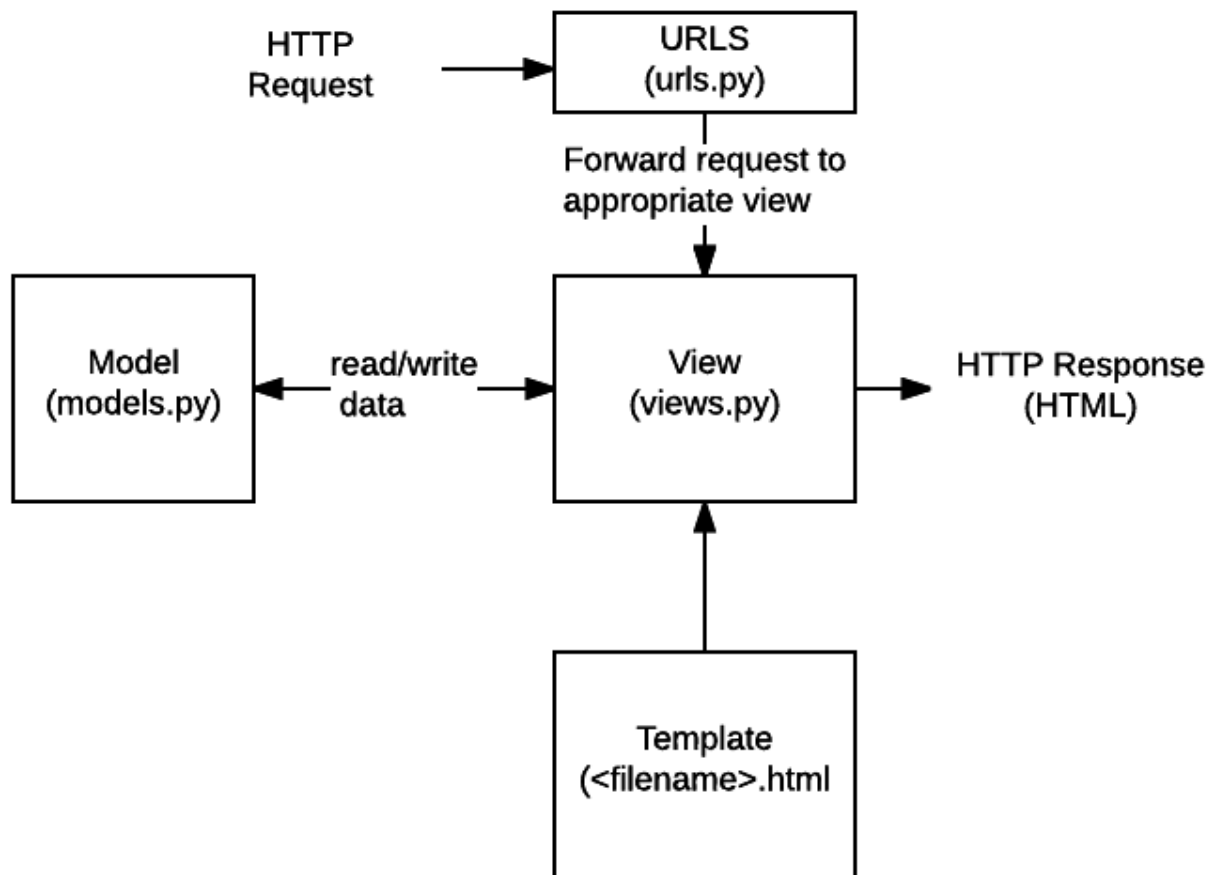 HTTP
Request
URLS
(urls.py)
Forward request to
appropriate view
Model
(models.py)
read/write
data
View
(views.py)
HTTP Response
(HTML)
Template
(<filename>.html